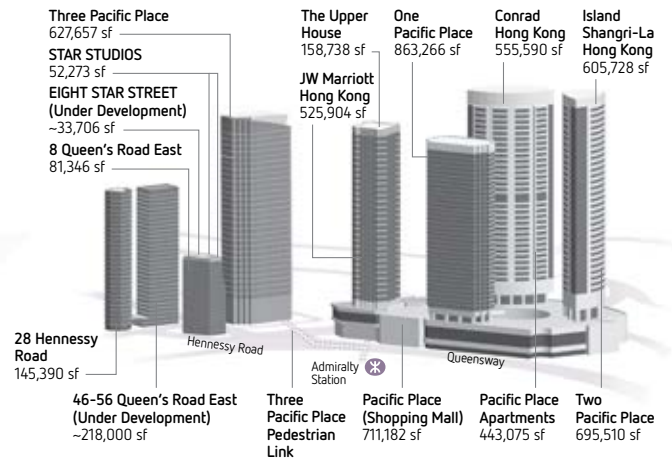 Three Pacific Place
627,657 sf
STAR STUDIOS
52,273 sf
EIGHT STAR STREET
(Under Development)
~33,706 sf
8 Queen's Road East
81,346 sf
The Upper
House
158,738 sf
JW Marriott
Hong Kong
525,904 sf
One
Pacific Place
863,266 sf
Conrad
Hong Kong
555,590 sf
Island
Shangri-La
Hong Kong
605,728 sf
Hennessy Road
Admiralty
Station
Queensway
28 Hennessy
Road
145,390 sf
46-56 Queen's Road East
(Under Development)
~218,000 sf
Three
Pacific Place
Pedestrian
Link
Pacific Place
(Shopping Mall)
711,182 sf
Pacific Place
Apartments
443,075 sf
Two
Pacific Place
695,510 sf